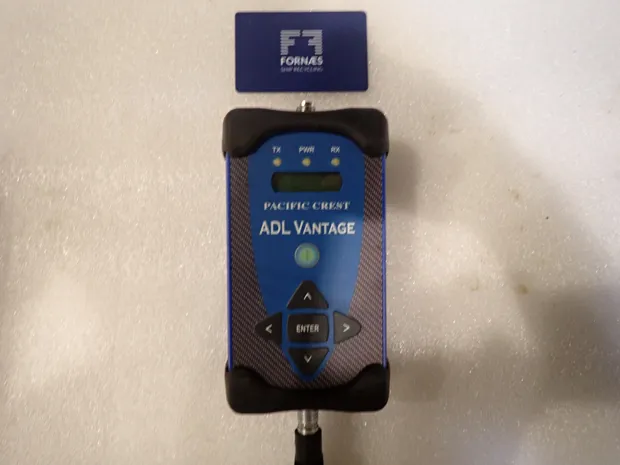 FORNÆS
SHIP RECYCLING
TX PWR RX
PACIFIC CREST
ADL VANTAGE
ENTER